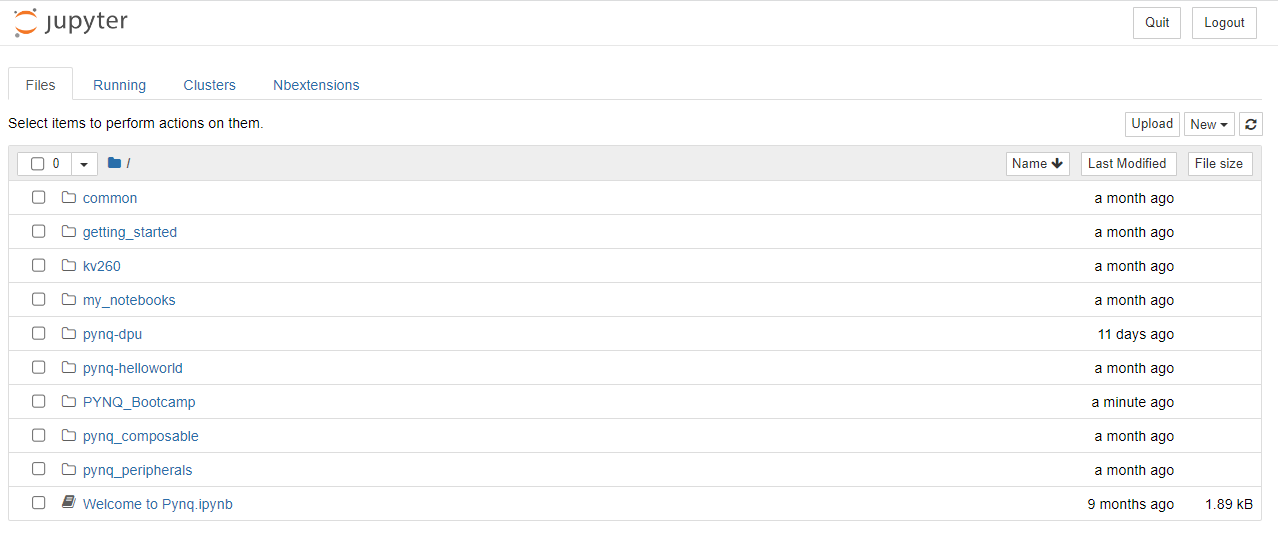 jupyter Quit Logout
Files Running Clusters Nbextensions
Select items to perform actions on them. Upload New
0 / Name Last Modified File size
common a month ago
getting_started a month ago
kv260 a month ago
my_notebooks a month ago
pynq-dpu 11 days ago
pynq-helloworld a month ago
PYNQ_Bootcamp a minute ago
pynq_composable a month ago
pynq_peripherals a month ago
Welcome to Pynq.ipynb 9 months ago 1.89 kB